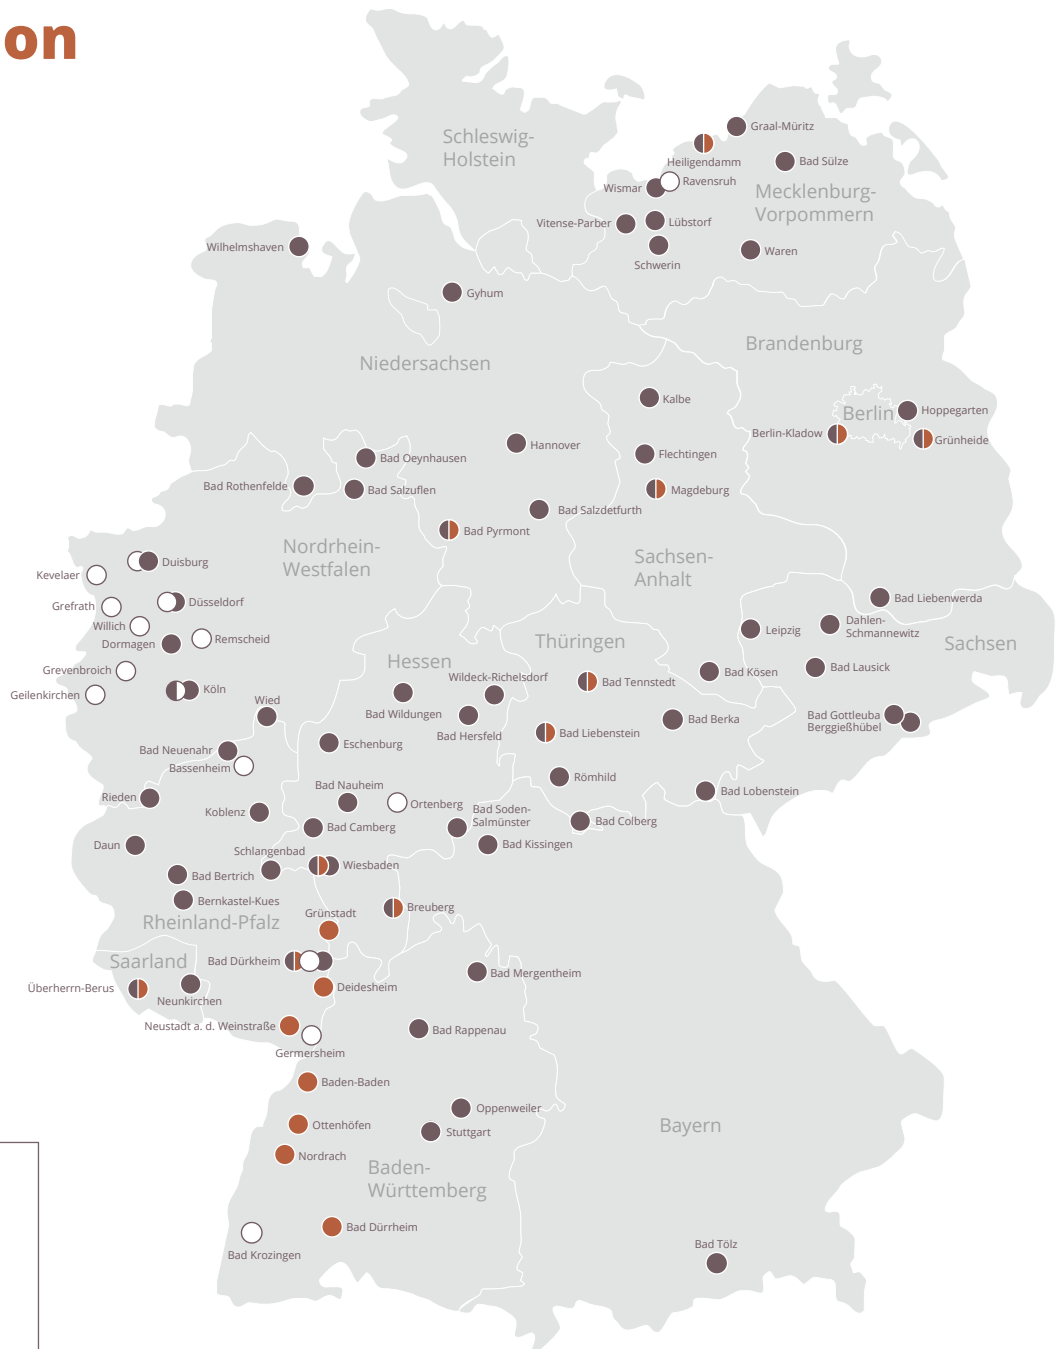 on
Schleswig-
Holstein
Graal-Müritz
Heiligendamm
Bad Sülze
Ravensruh
Wismar
Mecklenburg-
Vorpommern
Vitense-Parber
Lübstorf
Wilhelmshaven
Waren
Schwerin
Gyhum
Brandenburg
Niedersachsen
Kalbe
Berlin
Hoppegarten
Berlin-Kladow
Grünheide
Hannover
Flechtingen
Bad Oeynhausen
Bad Rothenfelde
Bad Salzuflen
Magdeburg
Bad Salzdetfurth
Bad Pyrmont
Nordrhein-
Westfalen
Sachsen-
Anhalt
Duisburg
Kevelaer
Bad Liebenwerda
Grefrath
Düsseldorf
Willich
Dormagen
Remscheid
Leipzig
Dahlen-
Schmannewitz
Sachsen
Thüringen
Hessen
Grevenbroich
Bad Lausick
Bad Kösen
Wildeck-Richelsdorf
Bad Tennstedt
Geilenkirchen
Köln
Wied
Bad Wildungen
Bad Hersfeld
Bad Berka
Bad Gottleuba
Berggießhübel
Bad Liebenstein
Eschenburg
Bad Neuenahr
Bassenheim
Römhild
Bad Nauheim
Bad Lobenstein
Rieden
Ortenberg
Koblenz
Bad Soden-
Salmünster
Bad Colberg
Bad Camberg
Daun
Bad Kissingen
Schlangenbad
Wiesbaden
Bad Bertrich
Bernkastel-Kues
Breuberg
Grünstadt
Rheinland-Pfalz
Saarland
Bad Dürkheim
Bad Mergentheim
Überherrn-Berus
Deidesheim
Neunkirchen
Neustadt a. d. Weinstraße
Bad Rappenau
Germersheim
Baden-Baden
Oppenweiler
Ottenhöfen
Stuttgart
Bayern
Nordrach
Baden-
Württemberg
Bad Dürrheim
Bad Krozingen
Bad Tölz